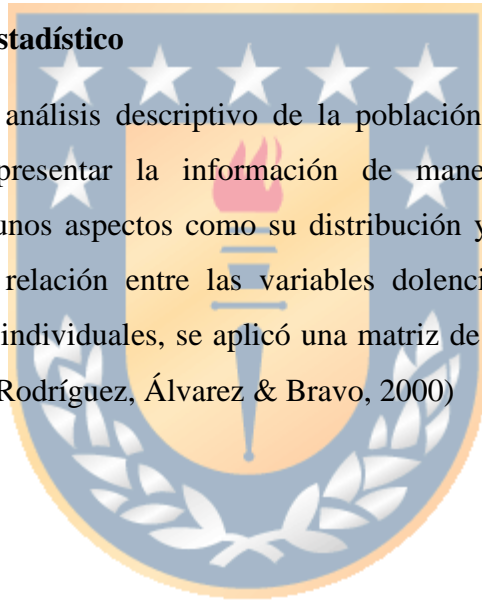 stadístico
análisis descriptivo de la población
presentar la información de mane
unos aspectos como su distribución y
relación entre las variables dolenci
individuales, se aplicó una matriz de
Rodríguez, Álvarez & Bravo, 2000)